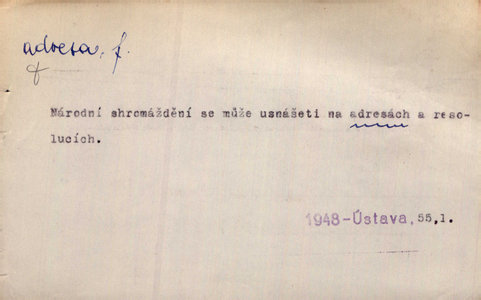 adresa, f.
Národní shromáždění se může usnášeti na adresách a reso-
lucích.
1948-Ústava, 55,1.